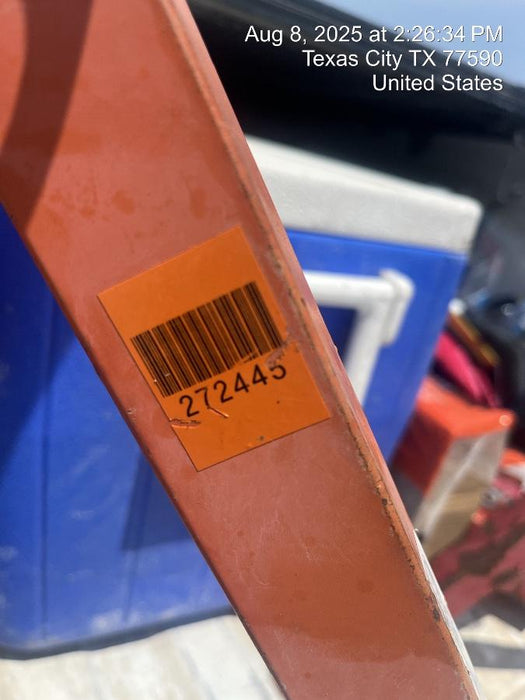 Aug 8, 2025 at 2:26:34 PM
Texas City TX 77590
United States
272445